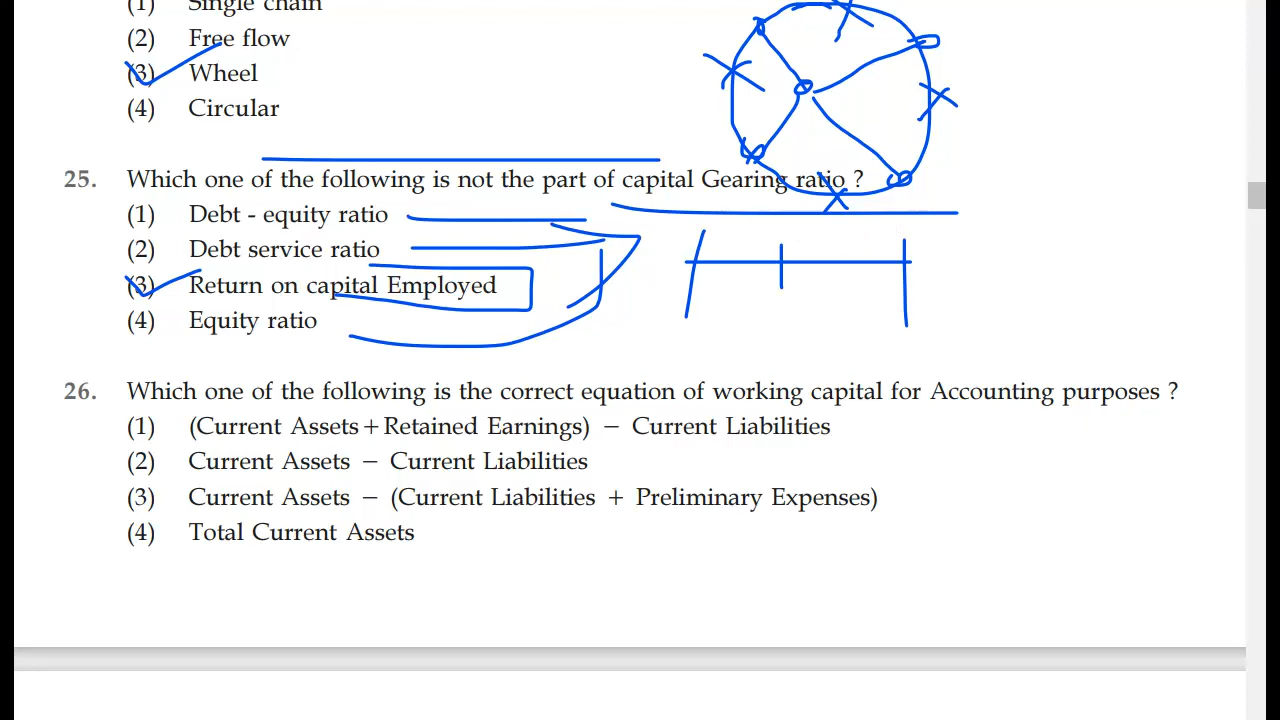 (1) Single chain
(2) Free flow
(3) Wheel
(4) Circular
25. Which one of the following is not the part of capital Gearing ratio ?
(1) Debt - equity ratio
(2) Debt service ratio
(3) Return on capital Employed
(4) Equity ratio
26. Which one of the following is the correct equation of working capital for Accounting purposes ?
(1) (Current Assets + Retained Earnings) − Current Liabilities
(2) Current Assets − Current Liabilities
(3) Current Assets − (Current Liabilities + Preliminary Expenses)
(4) Total Current Assets